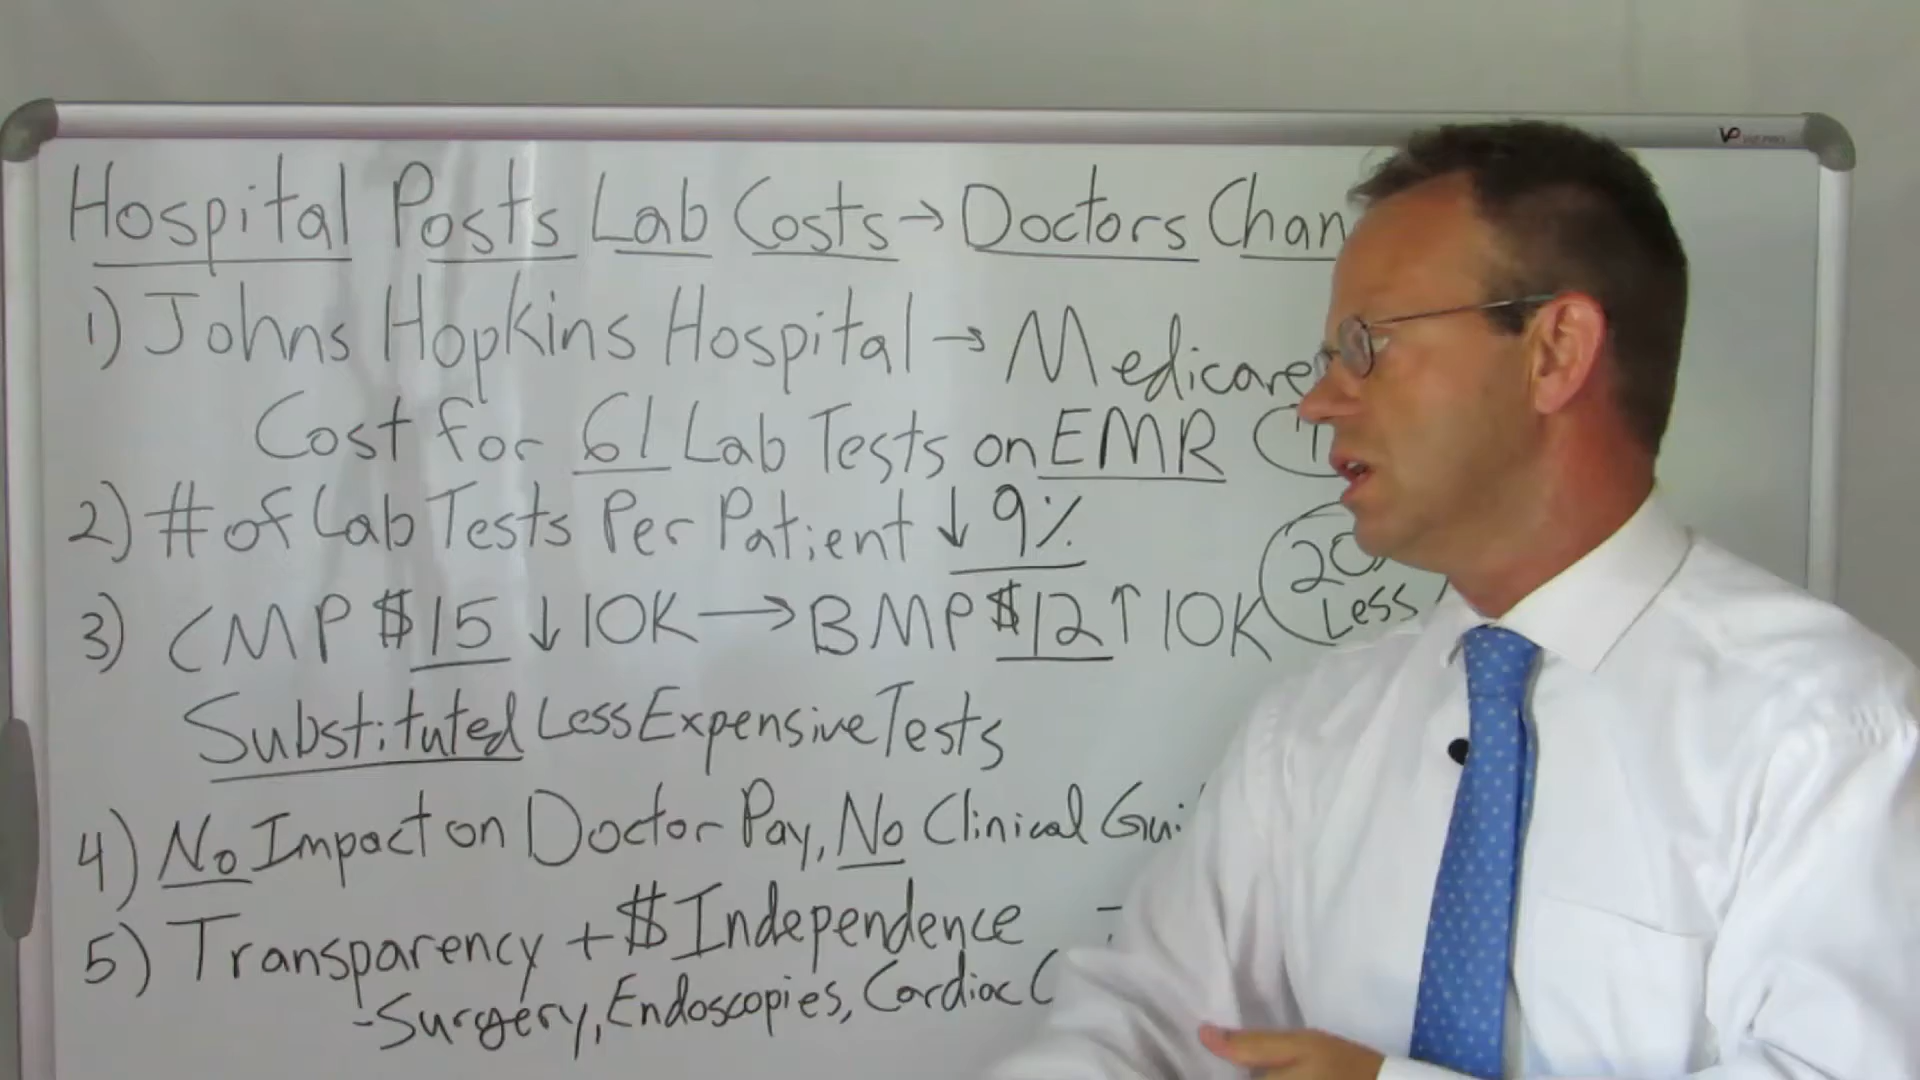 Hospital Posts Lab Costs → Doctors Chan
1) Johns Hopkins Hospital → Medicare
Cost for 61 Lab Tests on EMR
2) # of Lab Tests Per Patient ↓ 9%
3) CMP $15 ↓ 10K → BMP $12 ↑ 10K
20
Less
Substituted Less Expensive Tests
4) No Impact on Doctor Pay, No Clinical Gui
5) Transparency + $ Independence
-Surgery, Endoscopies, Cardiac C